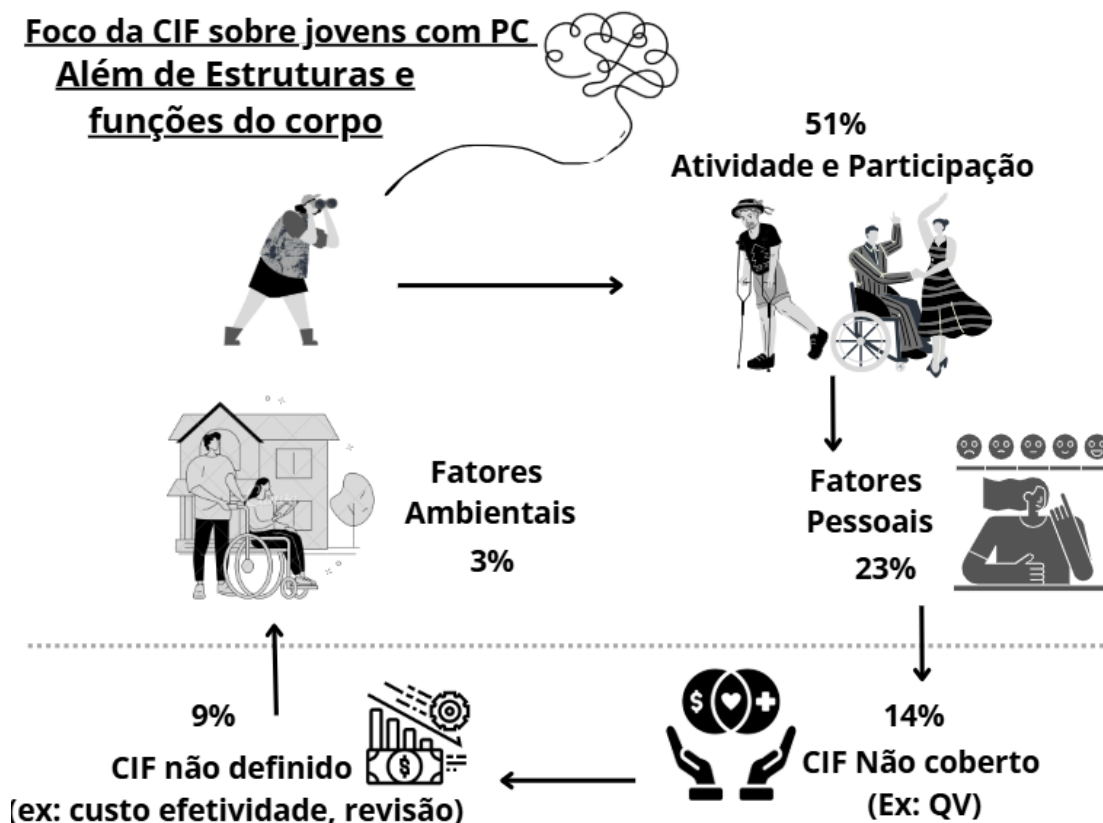 Foco da CIF sobre jovens com PC
Além de Estruturas e
funções do corpo
51%
Atividade e Participação
Fatores
Ambientais
3%
Fatores
Pessoais
23%
9%
CIF não definido
(ex: custo efetividade, revisão)
14%
CIF Não coberto
(Ex: QV)